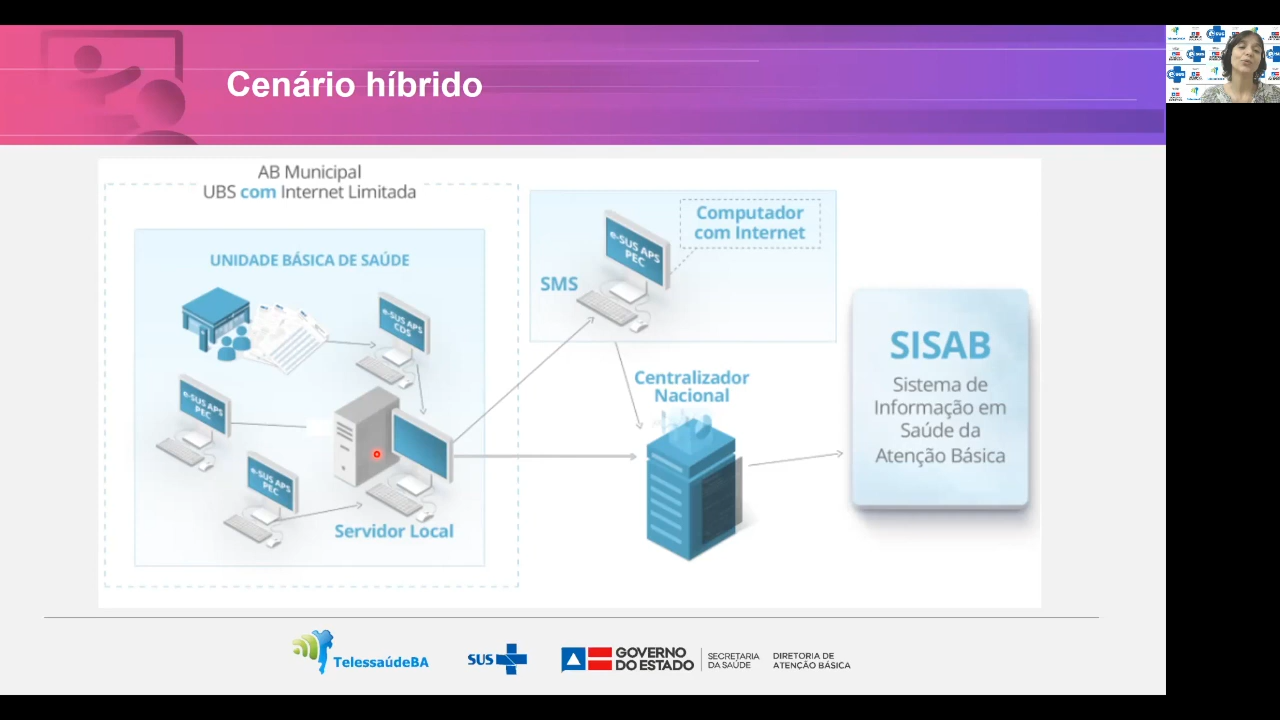 Cenário híbrido
AB Municipal
UBS com Internet Limitada
UNIDADE BÁSICA DE SAÚDE
e-SUS APS
CDS
e-SUS APS
PEC
e-SUS APS
PEC
Servidor Local
e-SUS APS
PEC
SMS
Computador
com Internet
Centralizador
Nacional
SISAB
Sistema de
Informação em
Saúde da
Atenção Básica
TelessaúdeBA
SUS
GOVERNO
DO ESTADO
SECRETARIA
DA SAÚDE
DIRETORIA DE
ATENÇÃO BÁSICA